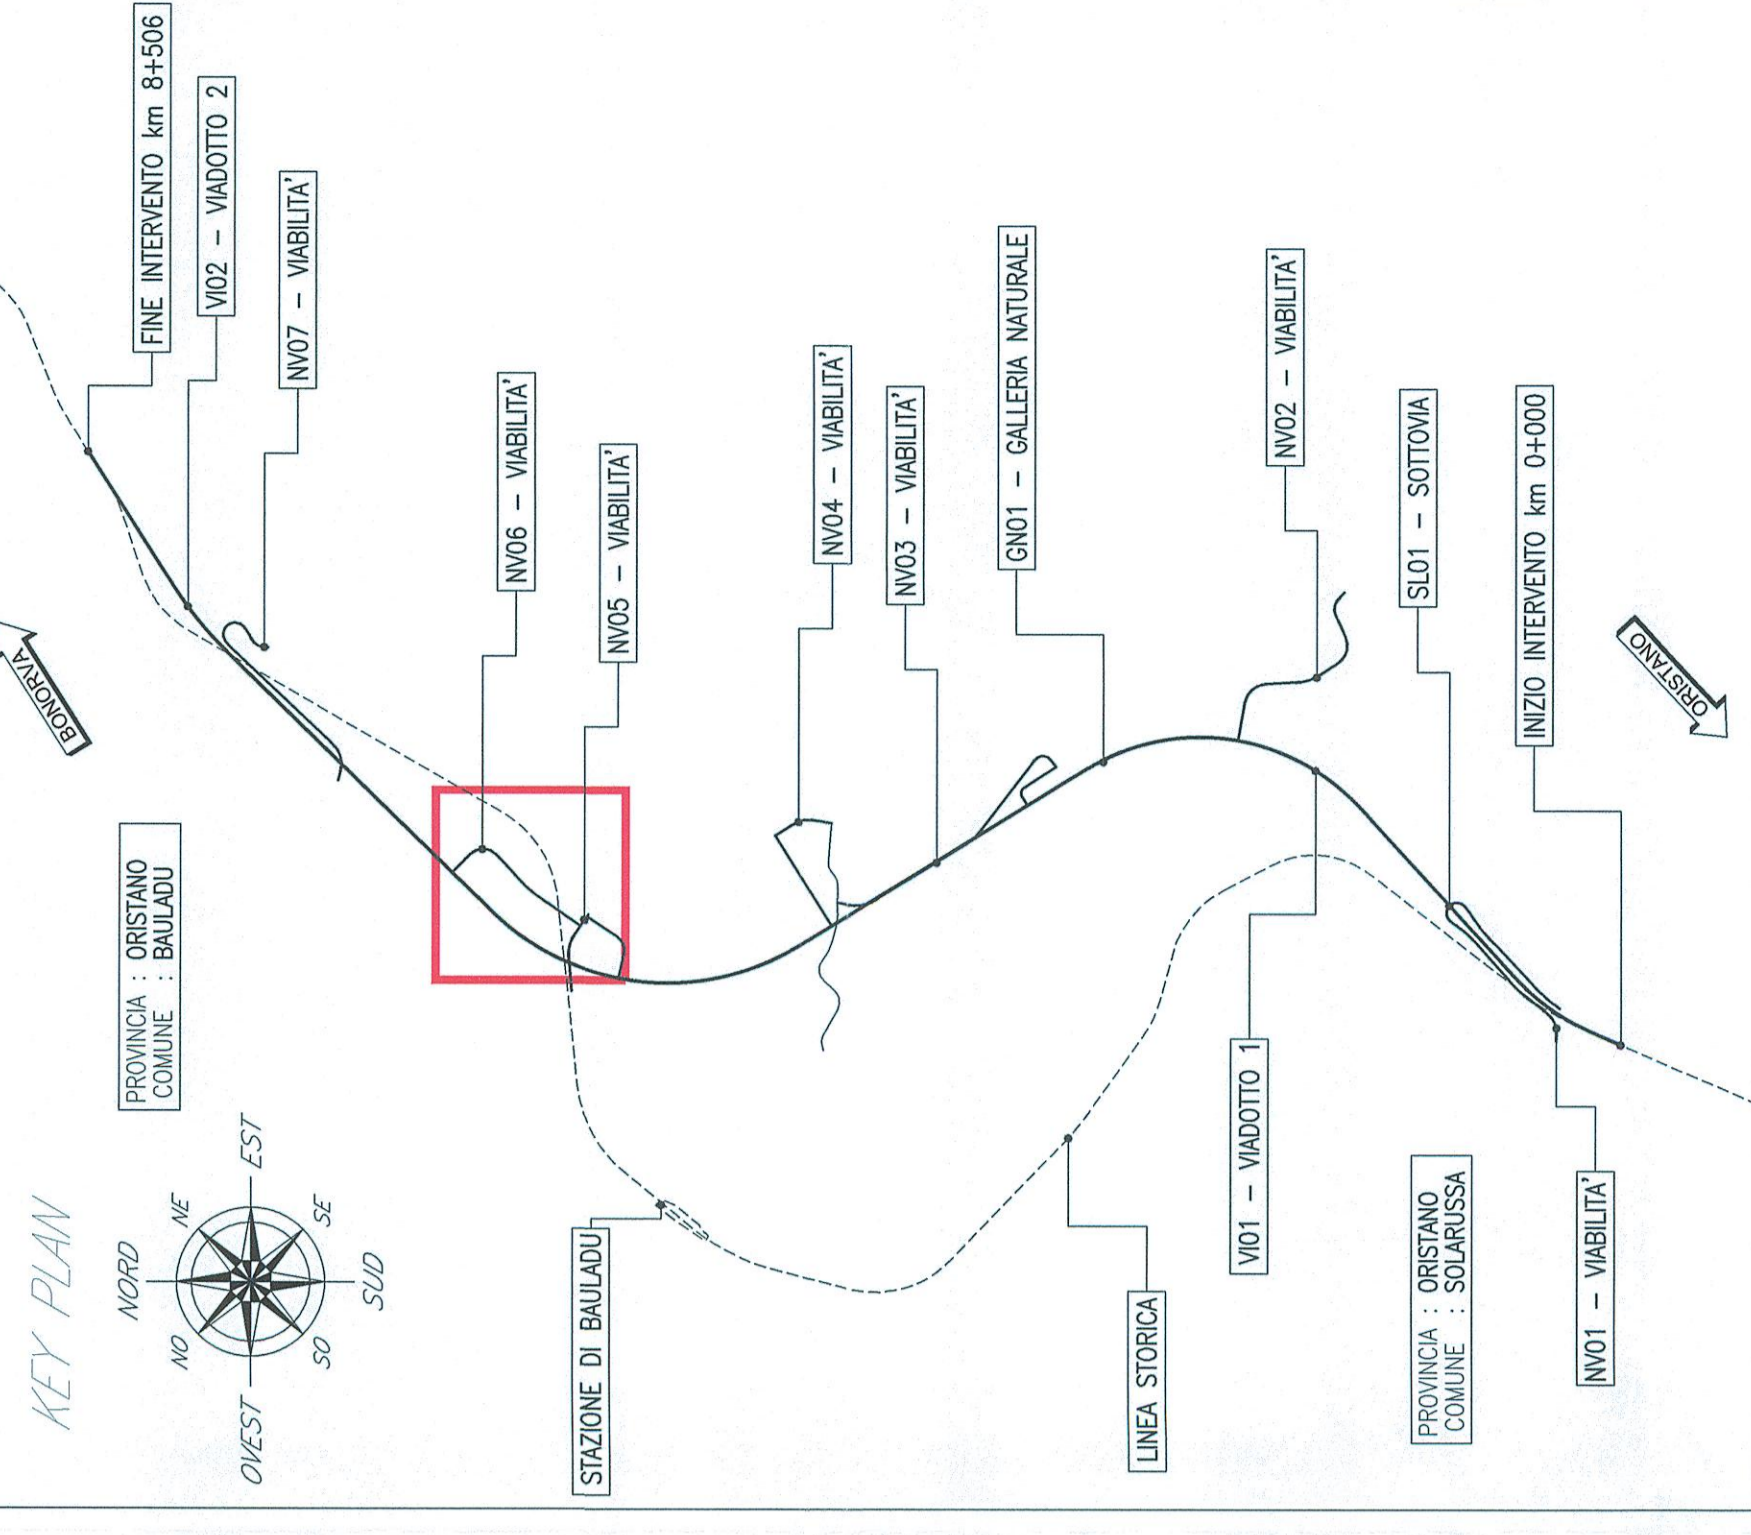 KEY PLAN
NORD
NE
EST
SE
SUD
SO
OVEST
NO
PROVINCIA : ORISTANO
COMUNE : BAULADU
BONORVA
FINE INTERVENTO km 8+506
VI02 - VIADOTTO 2
NV07 - VIABILITA'
NV06 - VIABILITA'
NV05 - VIABILITA'
STAZIONE DI BAULADU
NV04 - VIABILITA'
NV03 - VIABILITA'
GN01 - GALLERIA NATURALE
LINEA STORICA
VI01 - VIADOTTO 1
NV02 - VIABILITA'
SL01 - SOTTOVIA
PROVINCIA : ORISTANO
COMUNE : SOLARUSSA
INIZIO INTERVENTO km 0+000
NV01 - VIABILITA'
ORISTANO